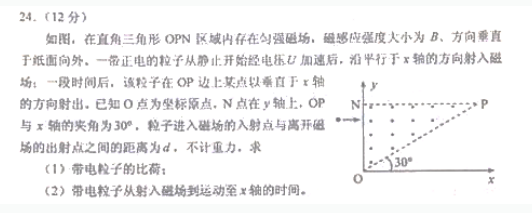 24.(12分)
如图，在直角三角形 OPN 区域内存在匀强磁场，磁感应强度大小为 B、方向垂直
于纸面向外。一带正电的粒子从静止开始经电压U 加速后，沿平行于 x 轴的方向射入磁
场；一段时间后，该粒子在 OP 边上某点以垂直于 x 轴
的方向射出。已知 O 点为坐标原点，N 点在 y 轴上，OP
与 x 轴的夹角为30°，粒子进入磁场的入射点与离开磁
场的出射点之间的距离为d，不计重力。求
(1) 带电粒子的比荷；
(2) 带电粒子从射入磁场到运动至 x 轴的时间。
y
N
P
30°
O
x